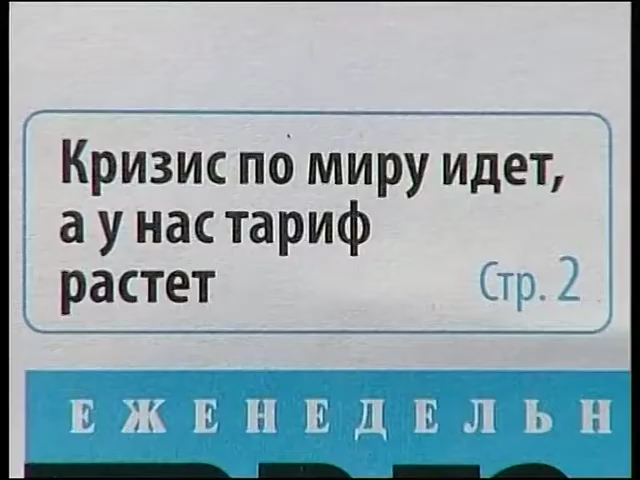 Кризис по миру идет,
а у нас тариф
растет
Стр. 2
ЕЖЕНЕДЕЛЬН